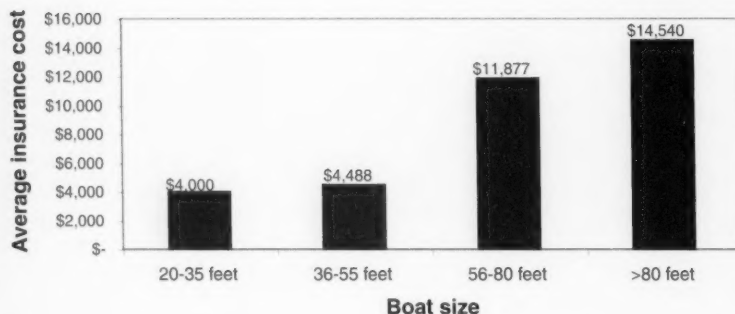 Average insurance cost
$16,000
$14,000
$12,000
$10,000
$8,000
$6,000
$4,000
$2,000
$-
$4,000
$4,488
$11,877
$14,540
20-35 feet
36-55 feet
56-80 feet
>80 feet
Boat size